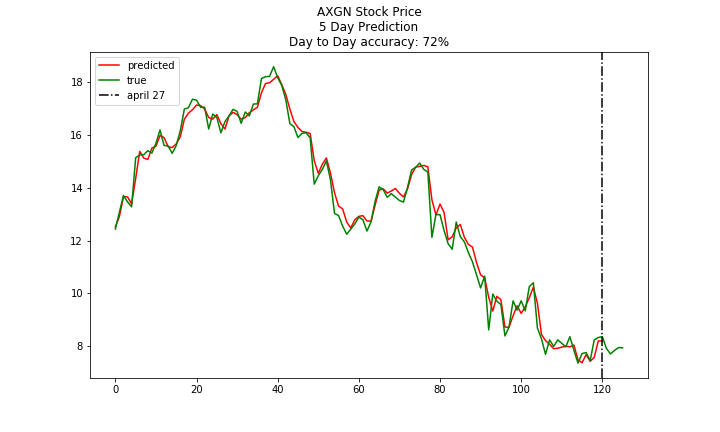 AXGN Stock Price
5 Day Prediction
Day to Day accuracy: 72%
predicted
true
april 27
18
16
14
12
10
8
0
20
40
60
80
100
120